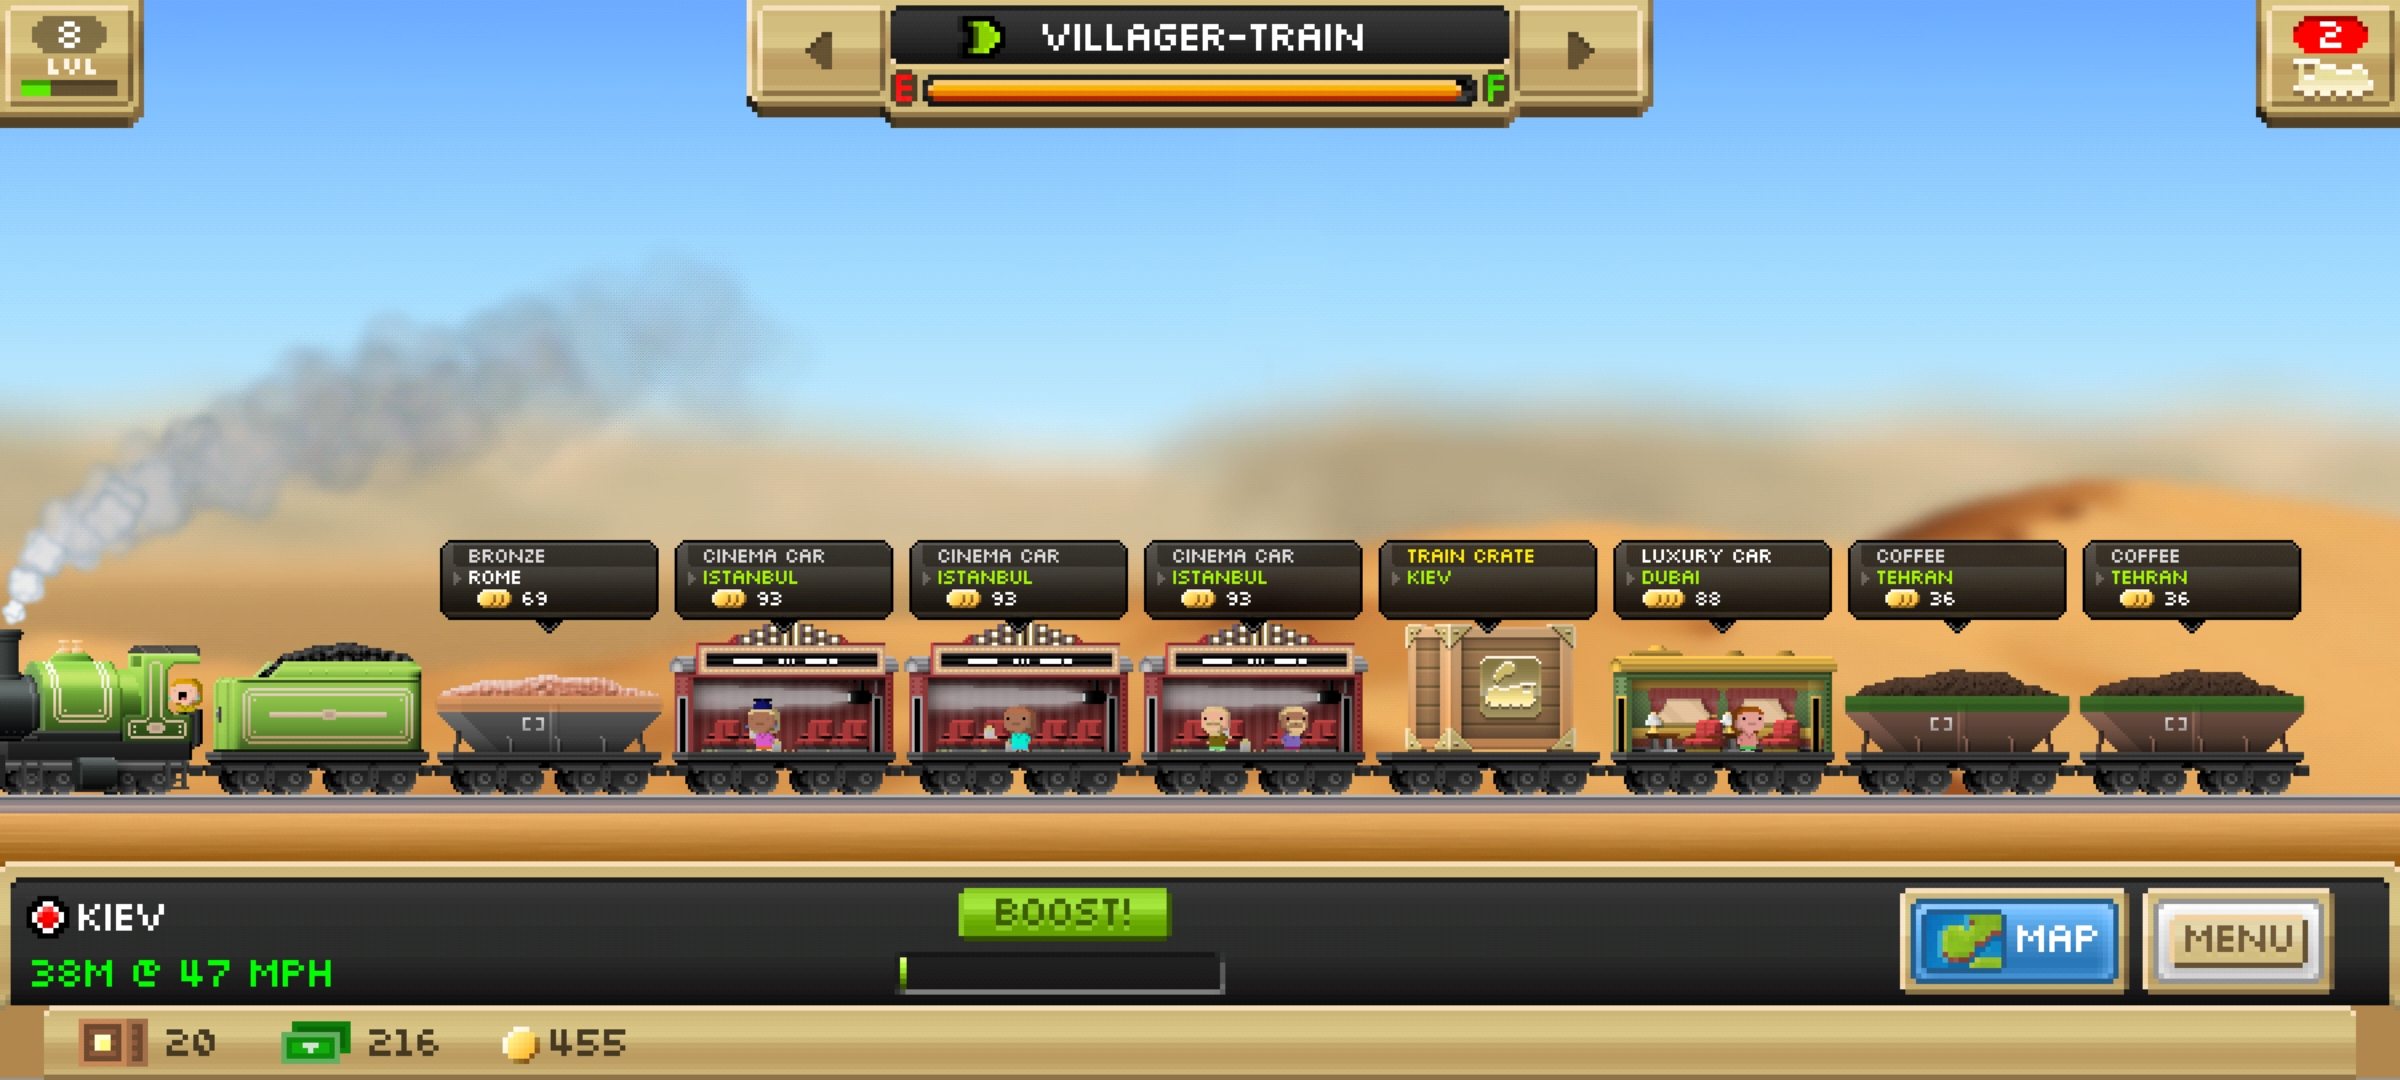 8
LVL
VILLAGER-TRAIN
E F
2
BRONZE
ROME
69
CINEMA CAR
ISTANBUL
93
CINEMA CAR
ISTANBUL
93
CINEMA CAR
ISTANBUL
93
TRAIN CRATE
KIEV
LUXURY CAR
DUBAI
88
COFFEE
TEHRAN
36
COFFEE
TEHRAN
36
KIEV
38M @ 47 MPH
BOOST!
MAP
MENU
20
216
455